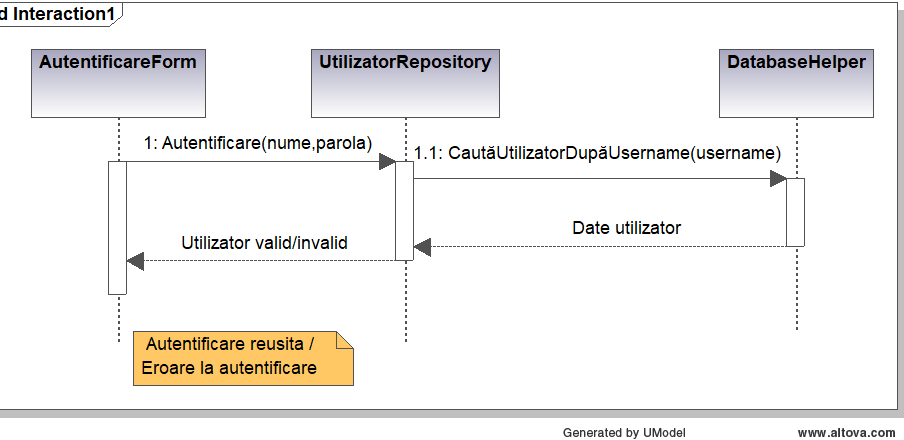 d Interaction1
AutentificareForm
UtilizatorRepository
DatabaseHelper
1: Autentificare(nume,parola)
1.1: CautăUtilizatorDupăUsername(username)
Date utilizator
Utilizator valid/invalid
Autentificare reusita /
Eroare la autentificare
Generated by UModel
www.altova.com